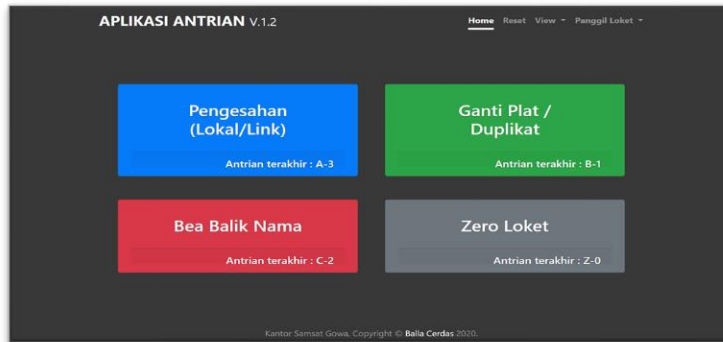 APLIKASI ANTRIAN V.1.2
Home Reset View Panggil Loket
Pengesahan
(Lokal/Link)
Antrian terakhir : A-3
Ganti Plat /
Duplikat
Antrian terakhir : B-1
Bea Balik Nama
Antrian terakhir : C-2
Zero Loket
Antrian terakhir : Z-0
Kantor Samsat Gowa, Copyright © Balla Cerdas 2020.